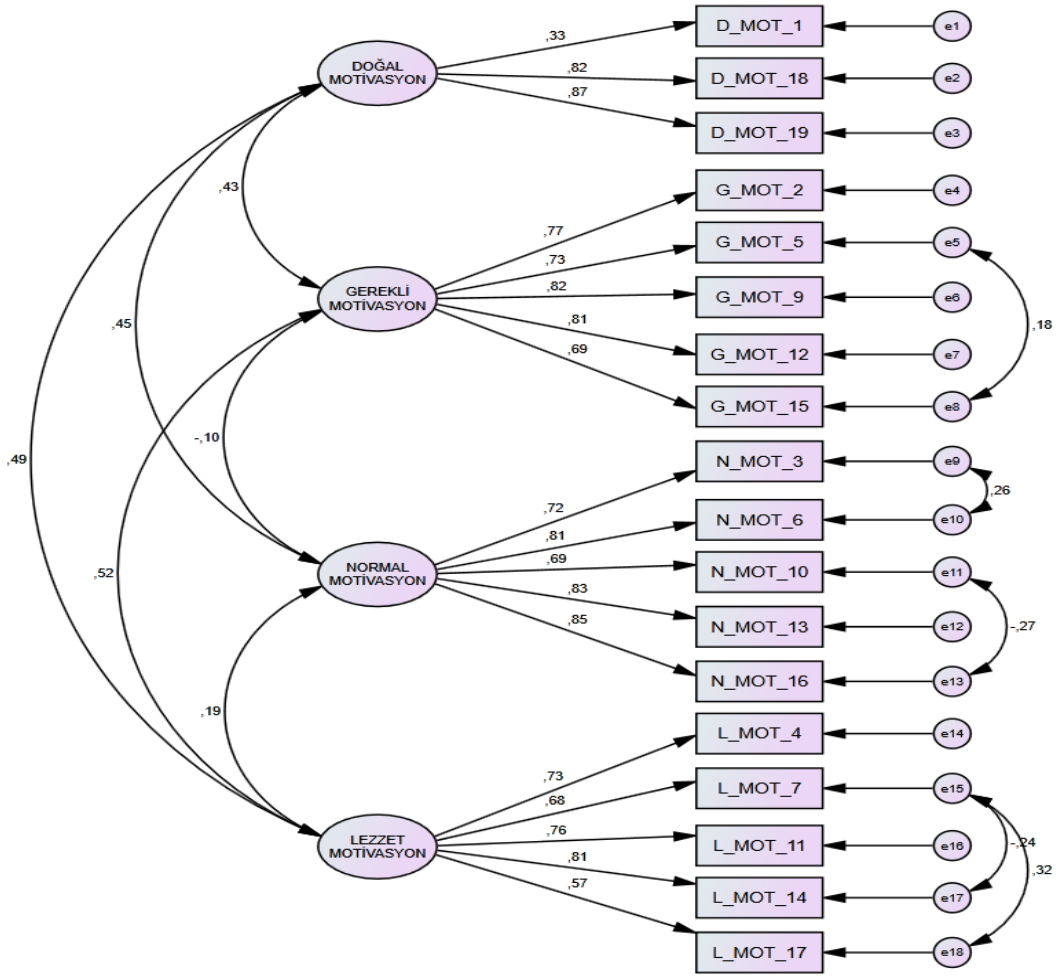 D_MOT_1
e1
,33
DOĞAL
MOTİVASYON
,82
D_MOT_18
e2
,87
D_MOT_19
e3
,43
G_MOT_2
e4
,77
G_MOT_5
e5
,73
GEREKLİ
MOTİVASYON
,82
G_MOT_9
e6
,18
,45
,81
G_MOT_12
e7
,69
G_MOT_15
e8
-,10
,49
N_MOT_3
e9
,26
,72
N_MOT_6
e10
,81
,52
NORMAL
MOTİVASYON
,69
N_MOT_10
e11
,83
N_MOT_13
e12
-,27
,85
N_MOT_16
e13
,19
L_MOT_4
e14
,73
L_MOT_7
e15
,68
LEZZET
MOTİVASYON
,76
L_MOT_11
e16
-,24
,81
,32
L_MOT_14
e17
,57
L_MOT_17
e18